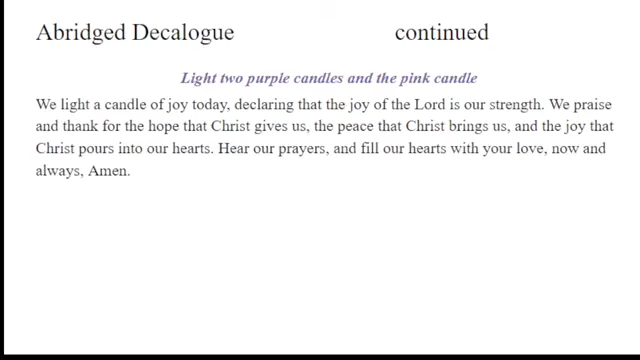 Abridged Decalogue continued
Light two purple candles and the pink candle
We light a candle of joy today, declaring that the joy of the Lord is our strength. We praise
and thank for the hope that Christ gives us, the peace that Christ brings us, and the joy that
Christ pours into our hearts. Hear our prayers, and fill our hearts with your love, now and
always, Amen.